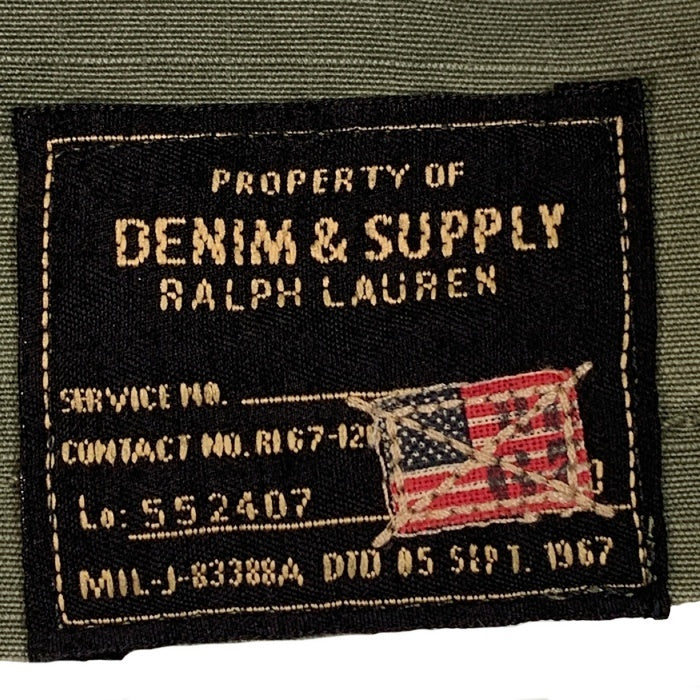 PROPERTY OF
DENIM & SUPPLY
RALPH LAUREN
SERVICE NO.
CONTACT NO. RL67-12
Lo: 552407
MIL-J-83388A DTD 05 SEPT. 1967